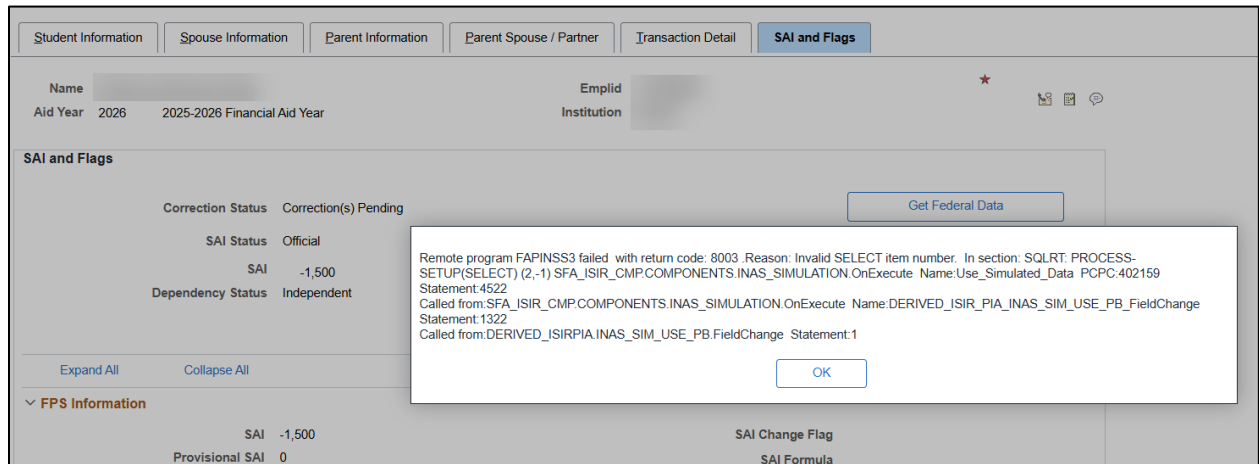 Student Information Spouse Information Parent Information Parent Spouse / Partner Transaction Detail SAI and Flags
Name Emplid
Aid Year 2026 2025-2026 Financial Aid Year Institution
SAI and Flags
Correction Status Correction(s) Pending Get Federal Data
SAI Status Official
SAI -1,500
Dependency Status Independent
Remote program FAPINSS3 failed with return code: 8003 .Reason: Invalid SELECT item number. In section: SQLRT: PROCESS-
SETUP(SELECT) (2,-1) SFA_ISIR_CMP.COMPONENTS.INAS_SIMULATION.OnExecute Name:Use_Simulated_Data PCPC:402159
Statement:4522
Called from:SFA_ISIR_CMP.COMPONENTS.INAS_SIMULATION.OnExecute Name:DERIVED_ISIR_PIA_INAS_SIM_USE_PB_FieldChange
Statement:1322
Called from:DERIVED_ISIRPIA.INAS_SIM_USE_PB.FieldChange Statement:1
OK
Expand All Collapse All
FPS Information
SAI -1,500 SAI Change Flag
Provisional SAI 0 SAI Formula